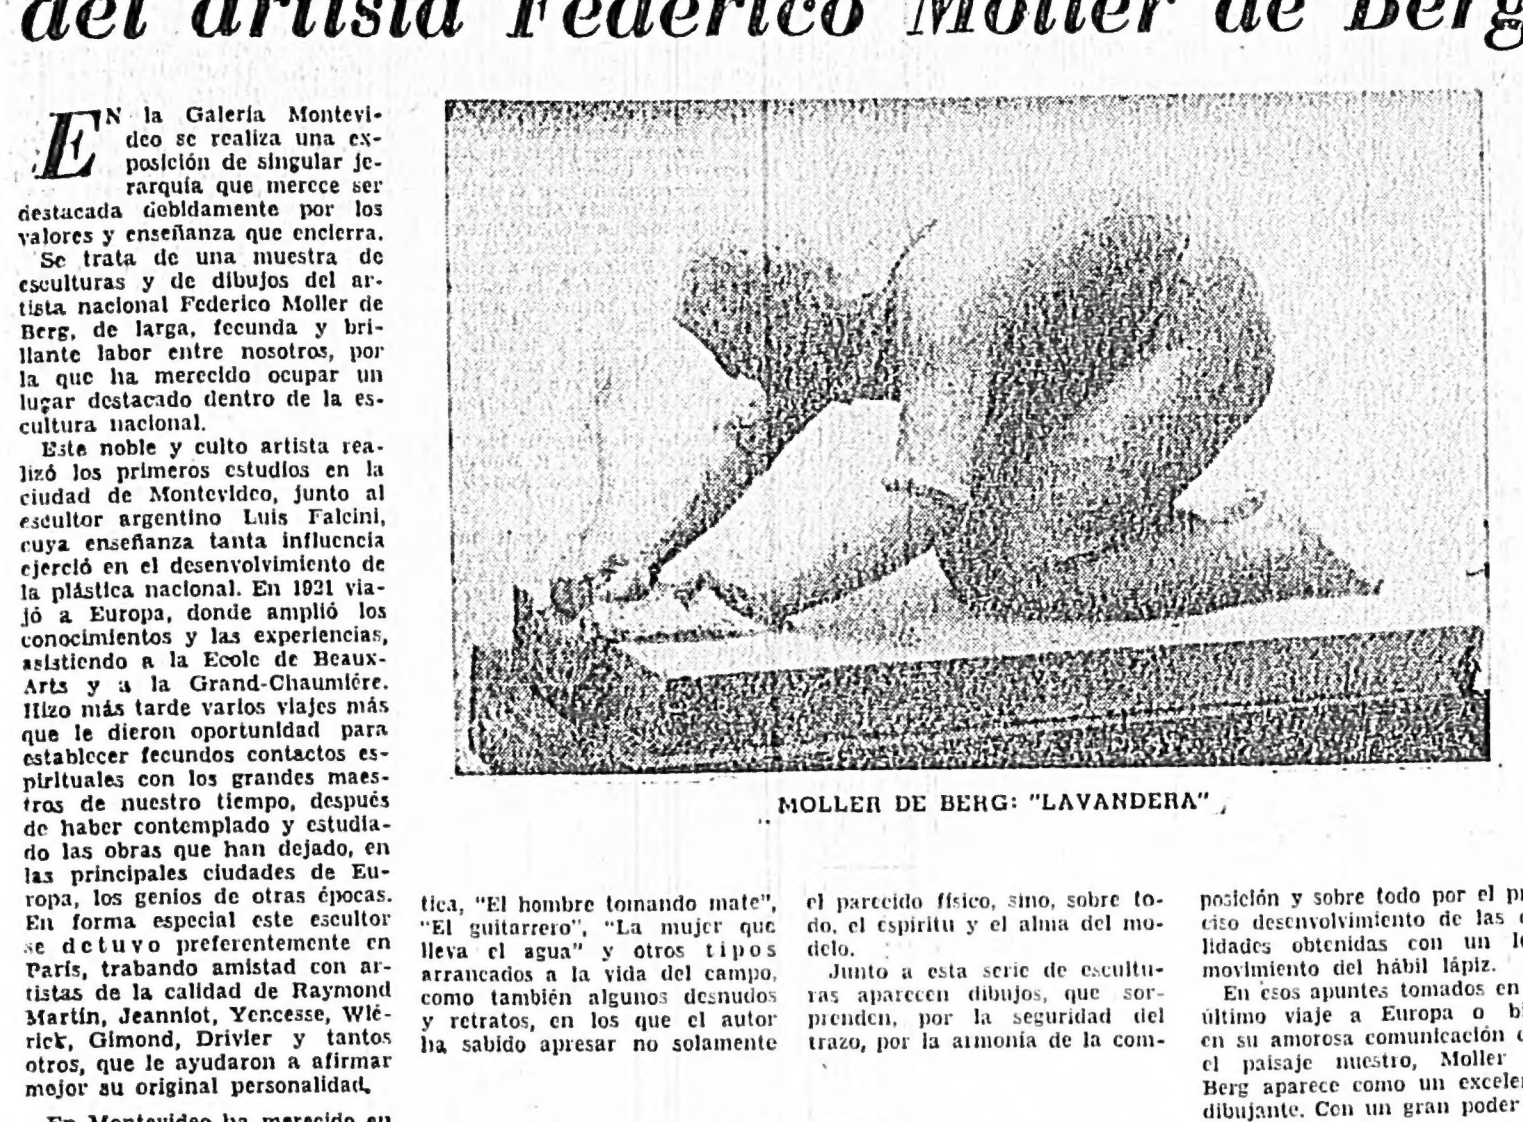 del artista Federico Moller de Berg
EN la Galería Montevi-
deo se realiza una ex-
posición de singular je-
rarquía que merece ser
destacada debidamente por los
valores y enseñanza que encierra.
Se trata de una muestra de
esculturas y de dibujos del ar-
tista nacional Federico Moller de
Berg, de larga, fecunda y bri-
llante labor entre nosotros, por
la que ha merecido ocupar un
lugar destacado dentro de la es-
cultura nacional.
Este noble y culto artista rea-
lizó los primeros estudios en la
ciudad de Montevideo, junto al
escultor argentino Luis Falcini,
cuya enseñanza tanta influencia
ejerció en el desenvolvimiento de
la plástica nacional. En 1921 via-
jó a Europa, donde amplió los
conocimientos y las experiencias,
asistiendo a la Ecole de Beaux-
Arts y a la Grand-Chaumiére.
Hizo más tarde varios viajes más
que le dieron oportunidad para
establecer fecundos contactos es-
pirituales con los grandes maes-
tros de nuestro tiempo, después
de haber contemplado y estudia-
do las obras que han dejado, en
las principales ciudades de Eu-
ropa, los genios de otras épocas.
En forma especial este escultor
se detuvo preferentemente en
París, trabando amistad con ar-
tistas de la calidad de Raymond
Martin, Jeanniot, Yencesse, Wlé-
rick, Gimond, Drivier y tantos
otros, que le ayudaron a afirmar
mejor su original personalidad.
En Montevideo ha merecido en
MOLLER DE BERG: "LAVANDERA"
tica, "El hombre tomando mate",
"El guitarrero", "La mujer que
lleva el agua" y otros tipos
arrancados a la vida del campo,
como también algunos desnudos
y retratos, en los que el autor
ha sabido apresar no solamente
el parecido físico, sino, sobre to-
do, el espíritu y el alma del mo-
delo.
Junto a esta serie de escultu-
ras aparecen dibujos, que sor-
prenden, por la seguridad del
trazo, por la armonía de la com-
posición y sobre todo por el
ciso desenvolvimiento de las
lidades obtenidas con un
movimiento del hábil lápiz.
En esos apuntes tomados en
último viaje a Europa o
en su amorosa comunicación
el paisaje nuestro, Moller
Berg aparece como un
dibujante. Con un gran poder